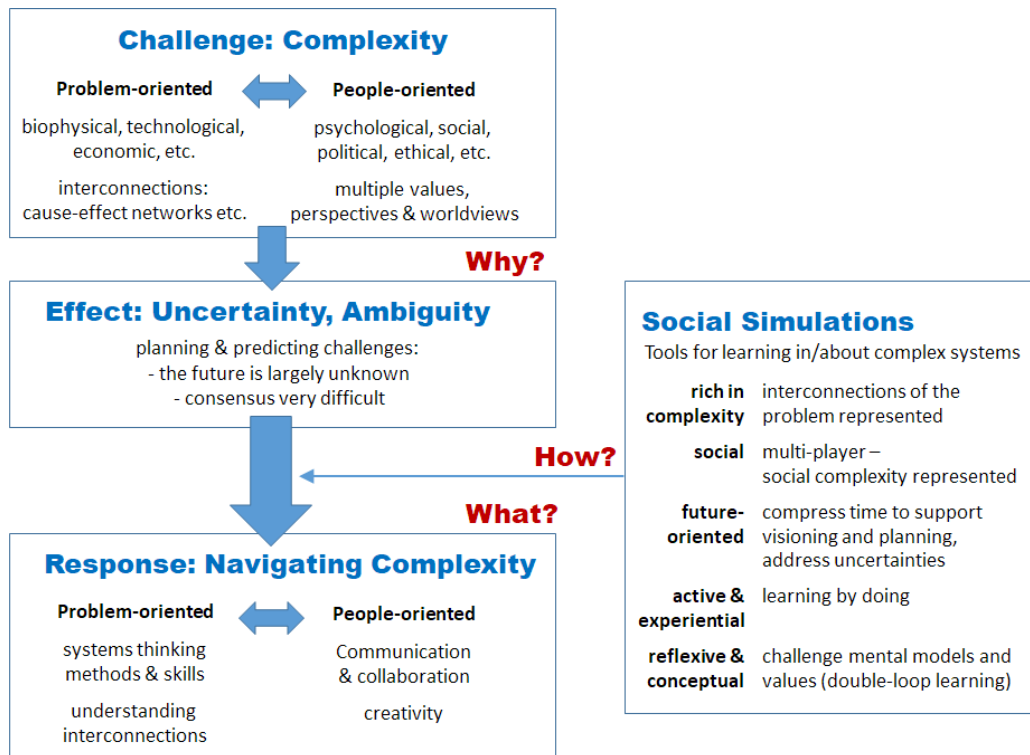 Challenge: Complexity
Problem-oriented
People-oriented
biophysical, technological,
economic, etc.
psychological, social,
political, ethical, etc.
interconnections:
cause-effect networks etc.
multiple values,
perspectives & worldviews
Why?
Effect: Uncertainty, Ambiguity
planning & predicting challenges:
- the future is largely unknown
- consensus very difficult
How?
What?
Response: Navigating Complexity
Problem-oriented
People-oriented
systems thinking
methods & skills
Communication
& collaboration
understanding
interconnections
creativity
Social Simulations
Tools for learning in/about complex systems
rich in
complexity
interconnections of the
problem represented
social
multi-player –
social complexity represented
future-
oriented
compress time to support
visioning and planning,
address uncertainties
active &
experiential
learning by doing
reflexive &
conceptual
challenge mental models and
values (double-loop learning)